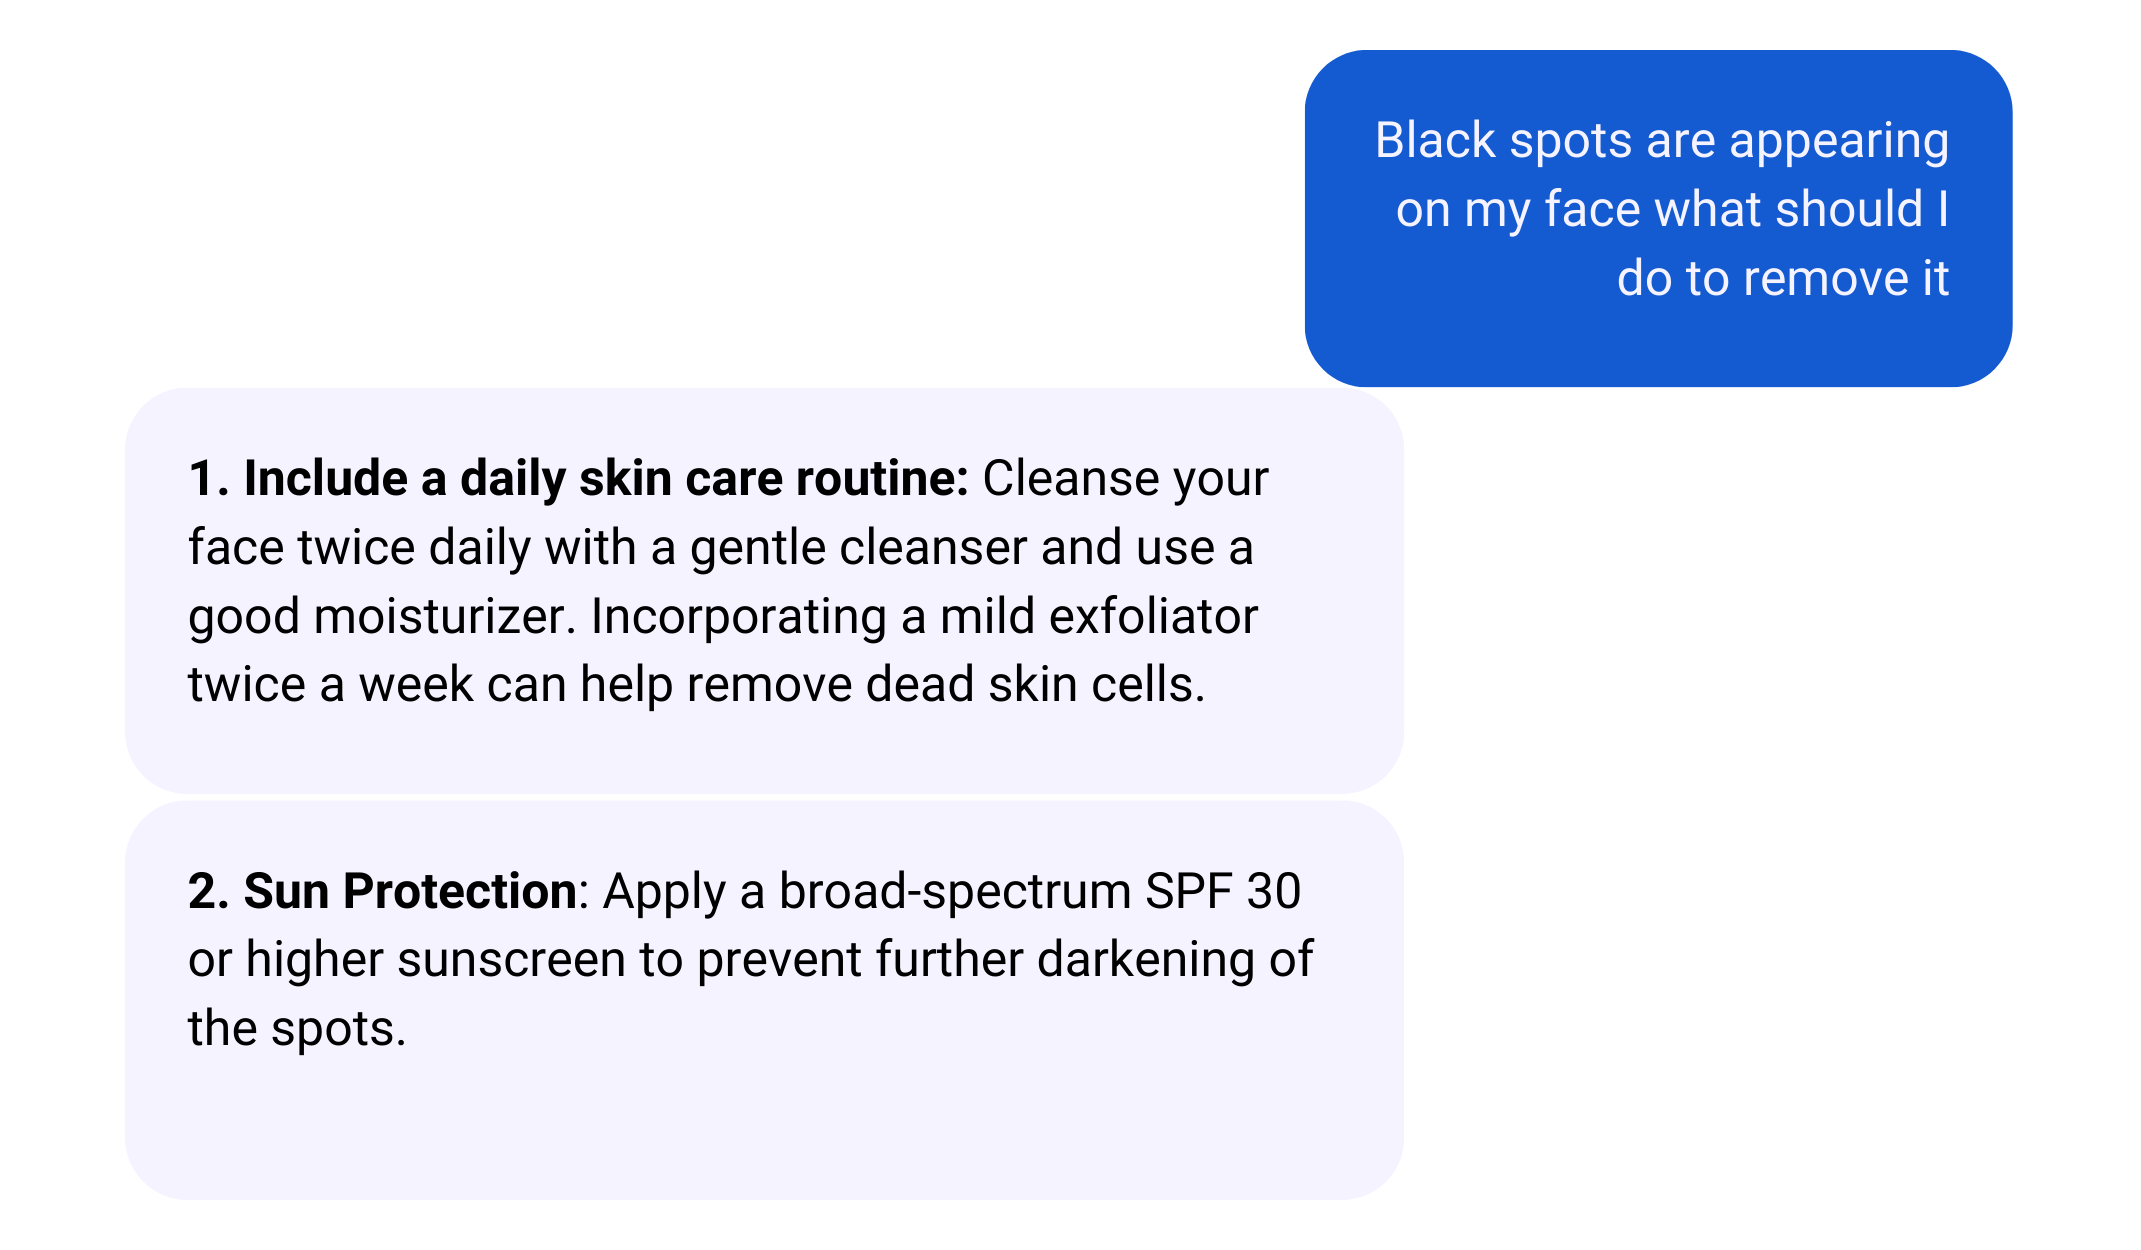 Black spots are appearing
on my face what should I
do to remove it
1. Include a daily skin care routine: Cleanse your
face twice daily with a gentle cleanser and use a
good moisturizer. Incorporating a mild exfoliator
twice a week can help remove dead skin cells.
2. Sun Protection: Apply a broad-spectrum SPF 30
or higher sunscreen to prevent further darkening of
the spots.